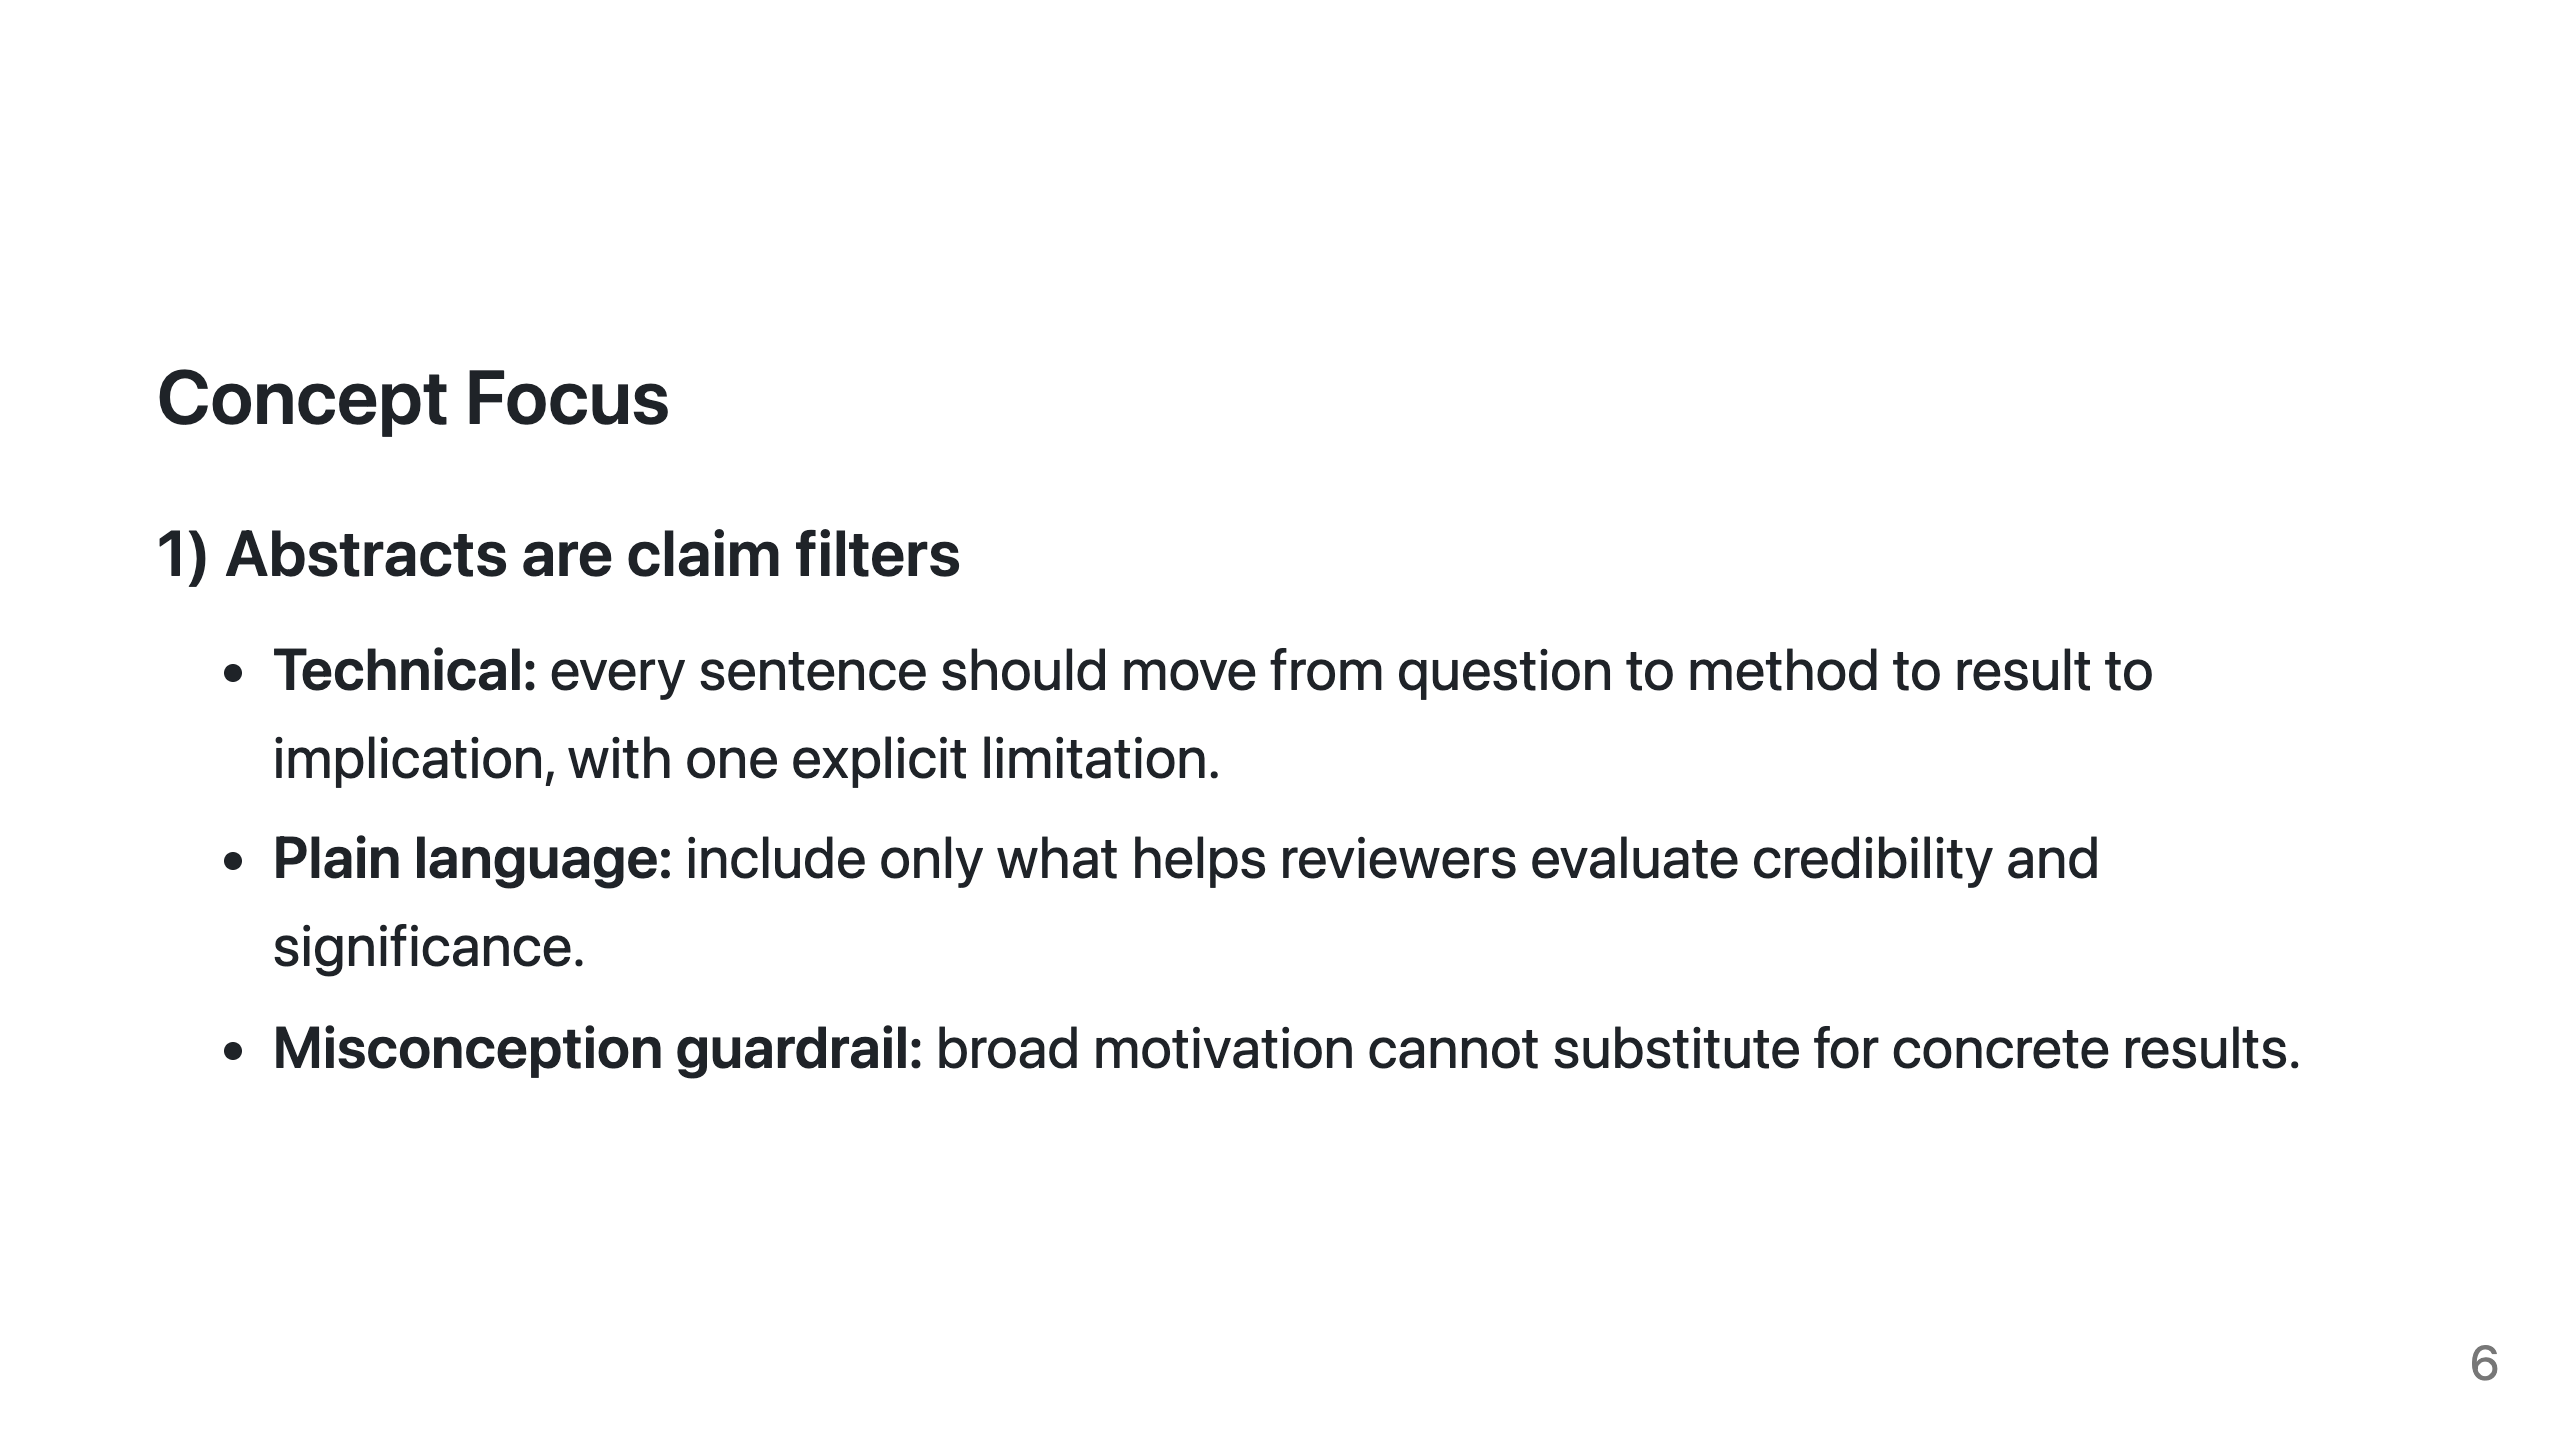 Concept Focus
1) Abstracts are claim filters
• Technical: every sentence should move from question to method to result to
implication, with one explicit limitation.
• Plain language: include only what helps reviewers evaluate credibility and
significance.
• Misconception guardrail: broad motivation cannot substitute for concrete results.
6